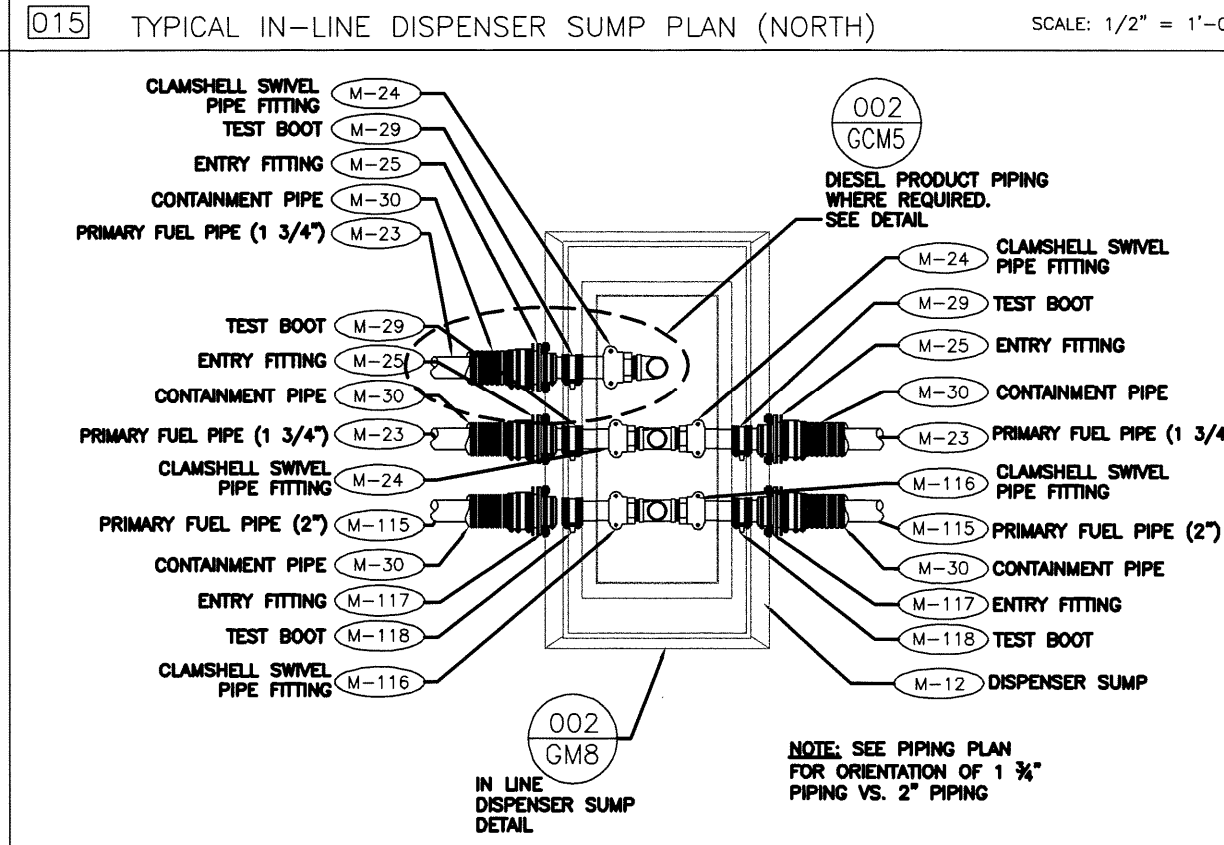 015 TYPICAL IN-LINE DISPENSER SUMP PLAN (NORTH) SCALE: 1/2" = 1'-0
CLAMSHELL SWIVEL
PIPE FITTING M-24
TEST BOOT M-29
ENTRY FITTING M-25
CONTAINMENT PIPE M-30
PRIMARY FUEL PIPE (1 3/4") M-23
TEST BOOT M-29
ENTRY FITTING M-25
CONTAINMENT PIPE M-30
PRIMARY FUEL PIPE (1 3/4") M-23
CLAMSHELL SWIVEL
PIPE FITTING M-24
PRIMARY FUEL PIPE (2") M-115
CONTAINMENT PIPE M-30
ENTRY FITTING M-117
TEST BOOT M-118
CLAMSHELL SWIVEL
PIPE FITTING M-116
002
GCM5
DIESEL PRODUCT PIPING
WHERE REQUIRED.
SEE DETAIL
M-24 CLAMSHELL SWIVEL
PIPE FITTING
M-29 TEST BOOT
M-25 ENTRY FITTING
M-30 CONTAINMENT PIPE
M-23 PRIMARY FUEL PIPE (1 3/4
M-116 CLAMSHELL SWIVEL
PIPE FITTING
M-115 PRIMARY FUEL PIPE (2")
M-30 CONTAINMENT PIPE
M-117 ENTRY FITTING
M-118 TEST BOOT
M-12 DISPENSER SUMP
002
GM8
IN LINE
DISPENSER SUMP
DETAIL
NOTE: SEE PIPING PLAN
FOR ORIENTATION OF 1 ¾"
PIPING VS. 2" PIPING